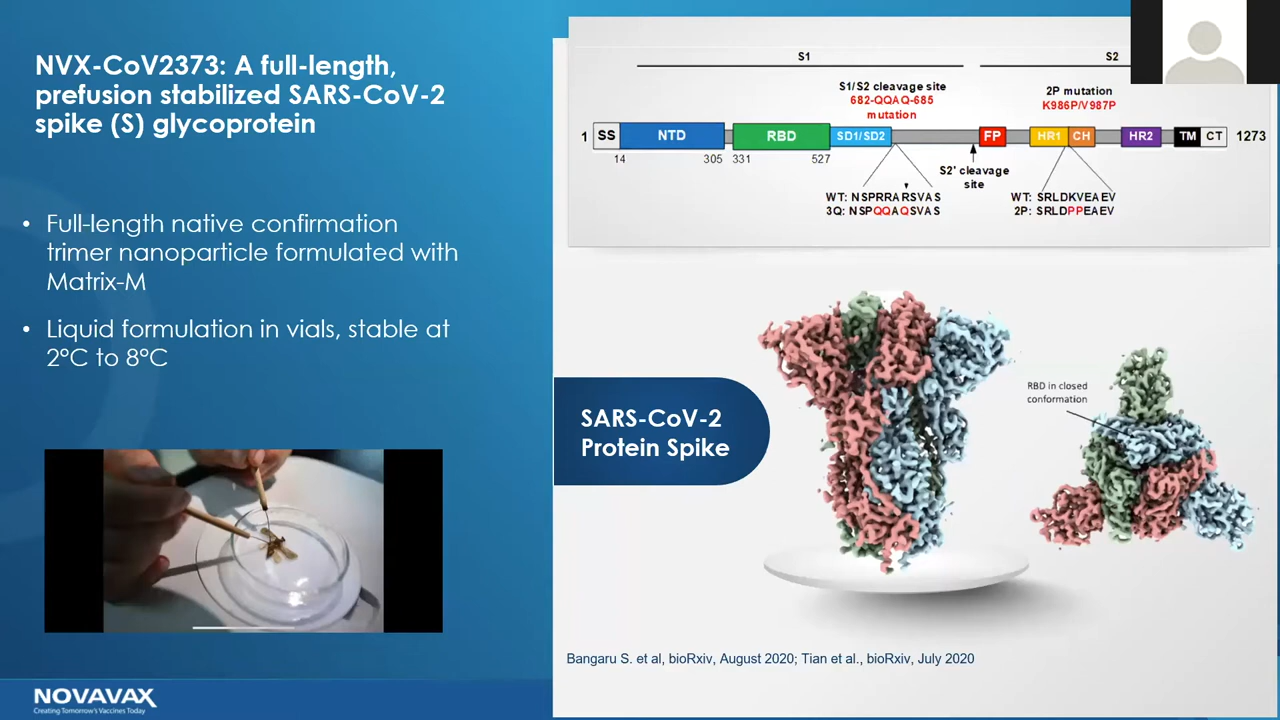 NVX-CoV2373: A full-length,
prefusion stabilized SARS-CoV-2
spike (S) glycoprotein
• Full-length native confirmation
trimer nanoparticle formulated with
Matrix-M
• Liquid formulation in vials, stable at
2°C to 8°C
NOVAVAX
Creating Tomorrow's Vaccines Today
S1
S2
S1/S2 cleavage site
682-QQAQ-685
mutation
2P mutation
K986P/V987P
1 SS NTD RBD SD1/SD2 FP HR1 CH HR2 TM CT 1273
14 305 331 527
S2' cleavage
site
WT: NSPRRARSVAS
3Q: NSPQQAQSVAS
WT: SRLDKVEAEV
2P: SRLDPPEAEV
RBD in closed
conformation
SARS-CoV-2
Protein Spike
Bangaru S. et al, bioRxiv, August 2020; Tian et al., bioRxiv, July 2020